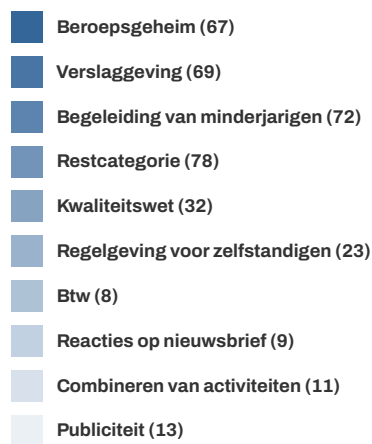 Beroepsgeheim (67)
Verslaggeving (69)
Begeleiding van minderjarigen (72)
Restcategorie (78)
Kwaliteitswet (32)
Regelgeving voor zelfstandigen (23)
Btw (8)
Reacties op nieuwsbrief (9)
Combineren van activiteiten (11)
Publiciteit (13)